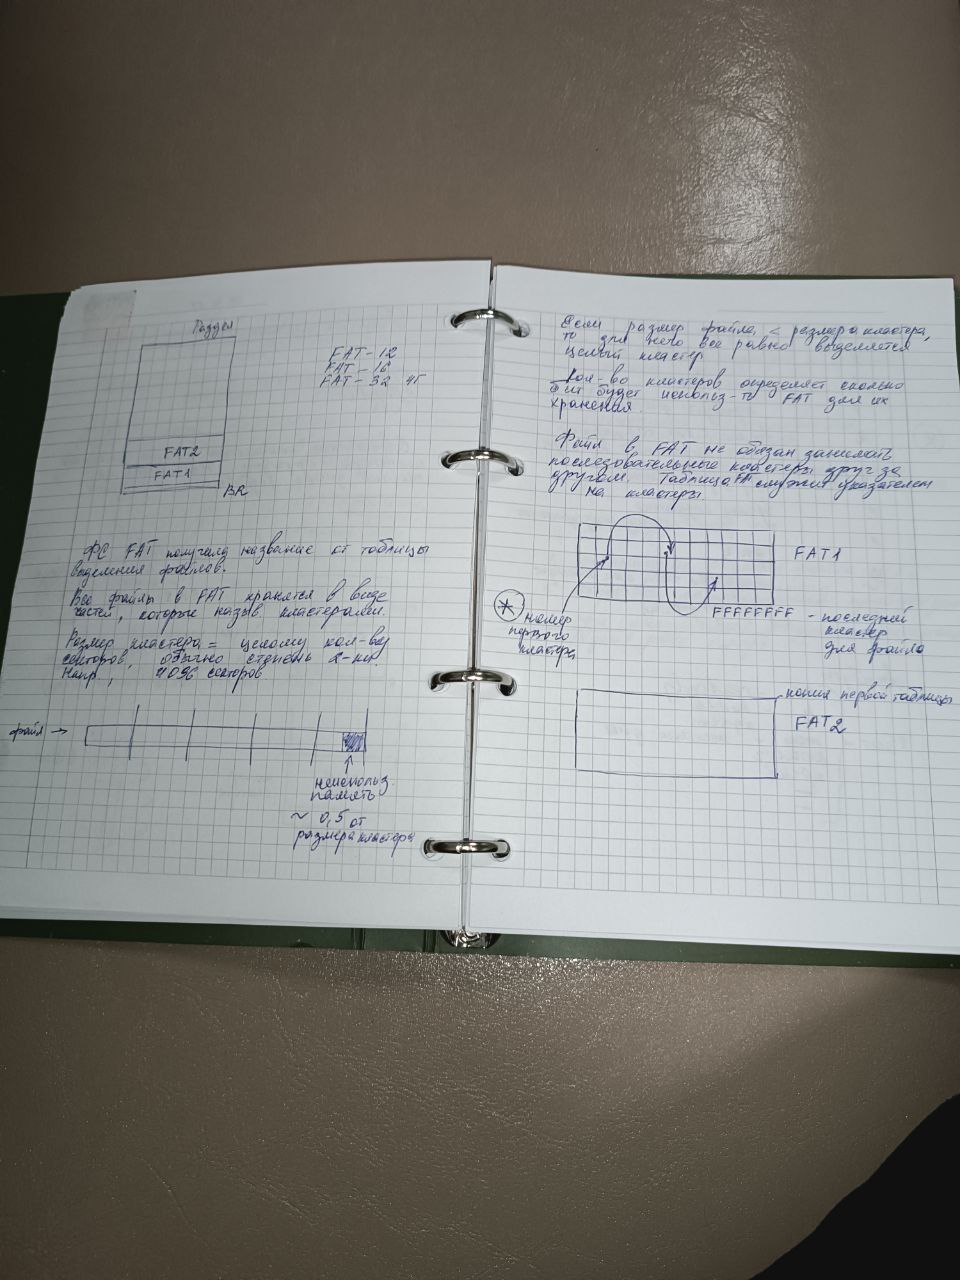 Раздел
FAT-12
FAT-16
FAT-32 4Г
FAT2
FAT1
BR
ФС FAT получила название от таблицы
выделения файлов.
Все файлы в FAT хранятся в виде
частей, которые назыв. кластерами.
Размер кластера = целому кол-ву
секторов, обычно степень 2-ки.
Напр., 4096 секторов
файл →
неиспольз.
память
~ 0,5 от
размера кластера
Если размер файла < размера кластера,
то для него все равно выделяется
целый кластер
Кол-во кластеров определяет сколько
бит будет использ-ть FAT для их
хранения
Файл в FAT не обязан занимать
последовательные кластеры друг за
другом. Таблица FAT служит указателем
на кластеры
FAT1
* номер
первого
кластера
FFFFFFFF - последний
кластер
для файла
копия первой таблицы
FAT2